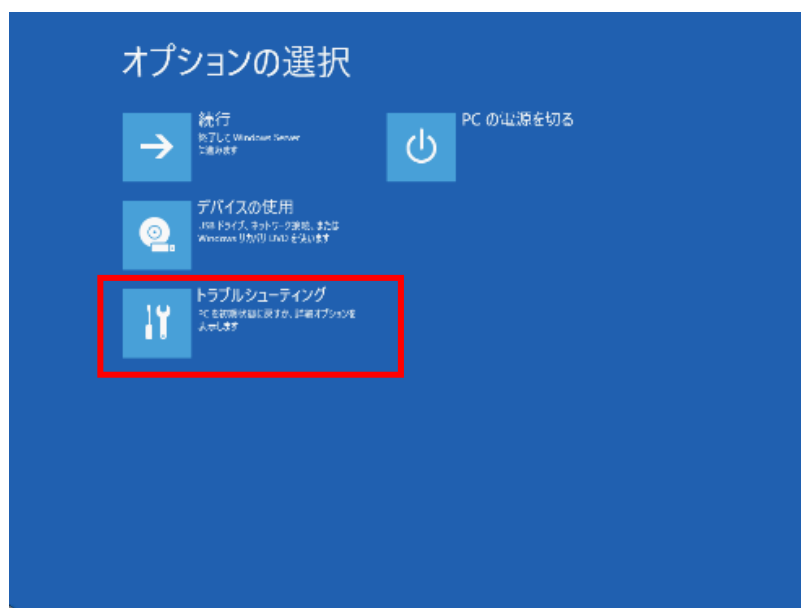 オプションの選択
続行
終了して Windows Server
に進みます
PC の電源を切る
デバイスの使用
USB ドライブ、ネットワーク接続、または
Windows リカバリ DVD を使います
トラブルシューティング
PC を初期状態に戻すか、詳細オプションを
表示します